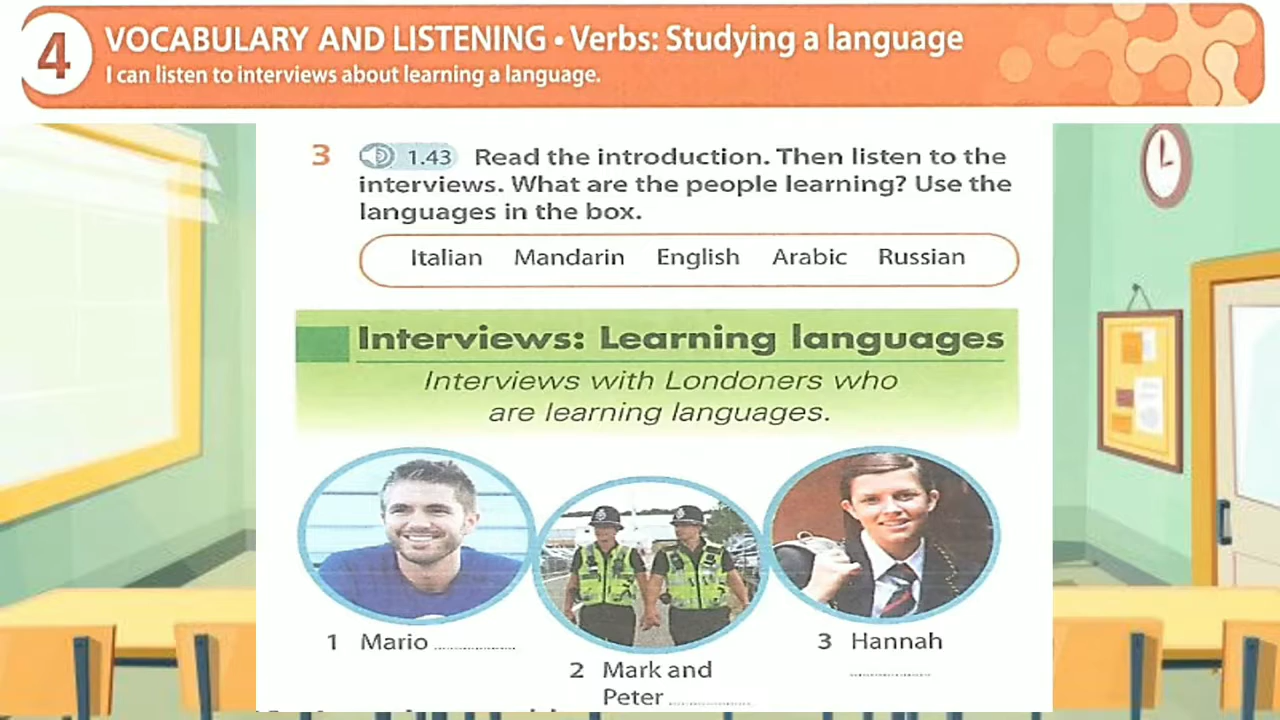 4 VOCABULARY AND LISTENING • Verbs: Studying a language
I can listen to interviews about learning a language.
3 1.43 Read the introduction. Then listen to the
interviews. What are the people learning? Use the
languages in the box.
Italian Mandarin English Arabic Russian
Interviews: Learning languages
Interviews with Londoners who
are learning languages.
1 Mario ..................
2 Mark and
Peter ..................
3 Hannah
..................